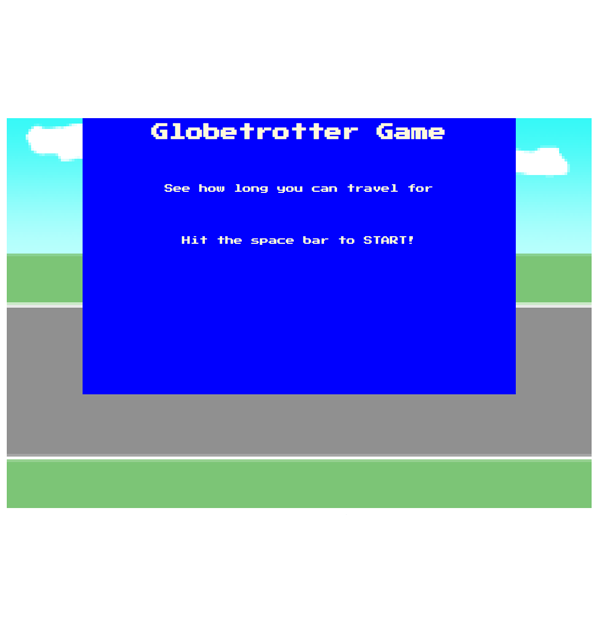 Globetrotter Game
See how long you can travel for
Hit the space bar to START!